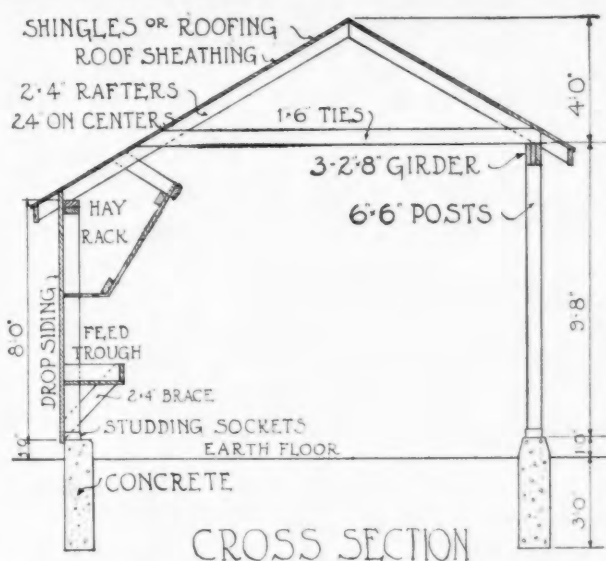 SHINGLES OR ROOFING
ROOF SHEATHING
2×4" RAFTERS
24" ON CENTERS
1×6" TIES
4'-0"
3-2"×8" GIRDER
6"×6" POSTS
HAY
RACK
DROP SIDING
8'-0"
9'-8"
FEED
TROUGH
2×4" BRACE
STUDDING SOCKETS
EARTH FLOOR
1'-0"
CONCRETE
3'-0"
CROSS SECTION